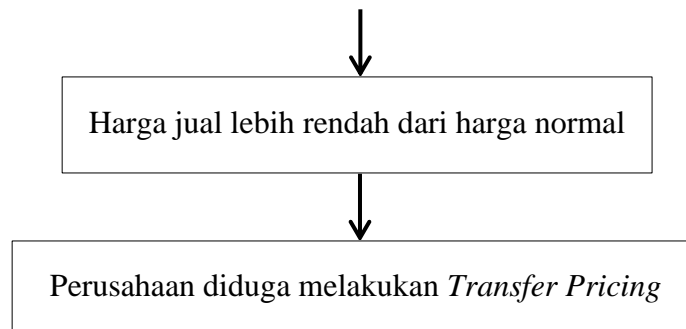 Harga jual lebih rendah dari harga normal
Perusahaan diduga melakukan Transfer Pricing